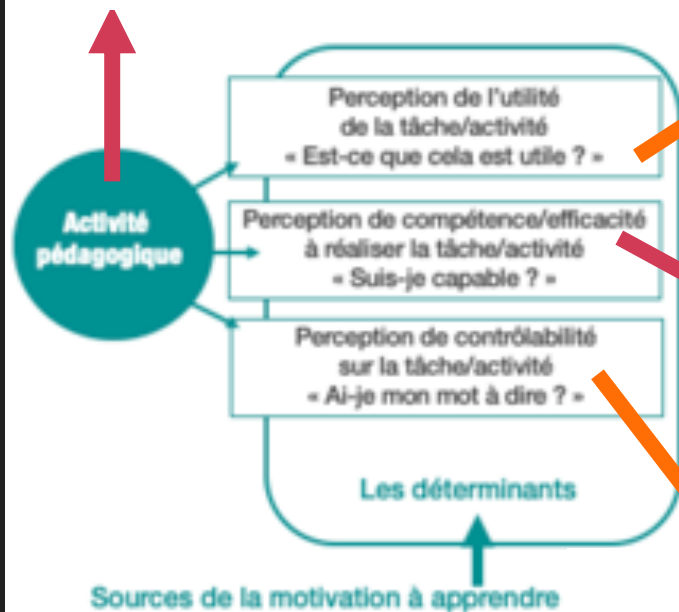 Perception de l'utilité
de la tâche/activité
« Est-ce que cela est utile ? »
Activité
pédagogique
Perception de compétence/efficacité
à réaliser la tâche/activité
« Suis-je capable ? »
Perception de contrôlabilité
sur la tâche/activité
« Ai-je mon mot à dire ? »
Les déterminants
Sources de la motivation à apprendre